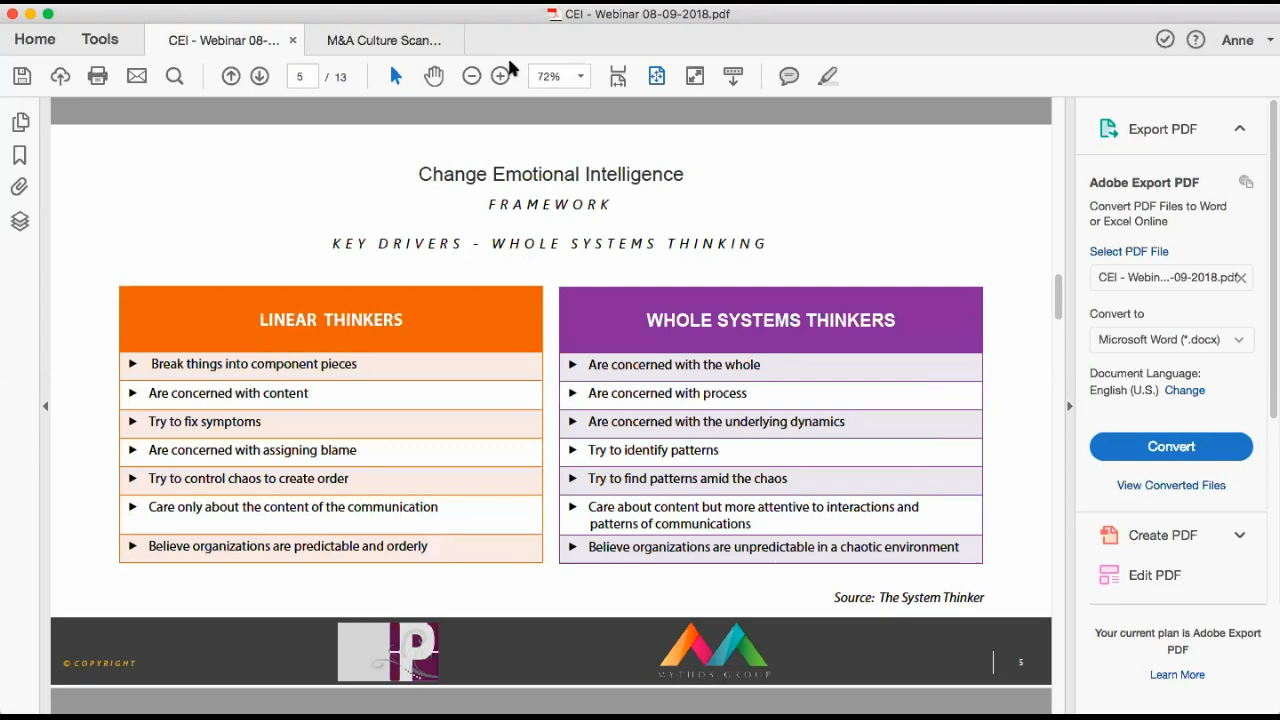 CEI - Webinar 08-09-2018.pdf
Home
Tools
CEI - Webinar 08-...
×
M&A Culture Scan...
Anne
5
/ 13
72%
Change Emotional Intelligence
FRAMEWORK
KEY DRIVERS - WHOLE SYSTEMS THINKING
LINEAR THINKERS
Break things into component pieces
Are concerned with content
Try to fix symptoms
Are concerned with assigning blame
Try to control chaos to create order
Care only about the content of the communication
Believe organizations are predictable and orderly
WHOLE SYSTEMS THINKERS
Are concerned with the whole
Are concerned with process
Are concerned with the underlying dynamics
Try to identify patterns
Try to find patterns amid the chaos
Care about content but more attentive to interactions and
patterns of communications
Believe organizations are unpredictable in a chaotic environment
Source: The System Thinker
© COPYRIGHT
P
MYTHOS GROUP
5
Export PDF
Adobe Export PDF
Convert PDF Files to Word
or Excel Online
Select PDF File
CEI - Webin...-09-2018.pdf
Convert to
Microsoft Word (*.docx)
Document Language:
English (U.S.) Change
Convert
View Converted Files
Create PDF
Edit PDF
Your current plan is Adobe Export
PDF
Learn More